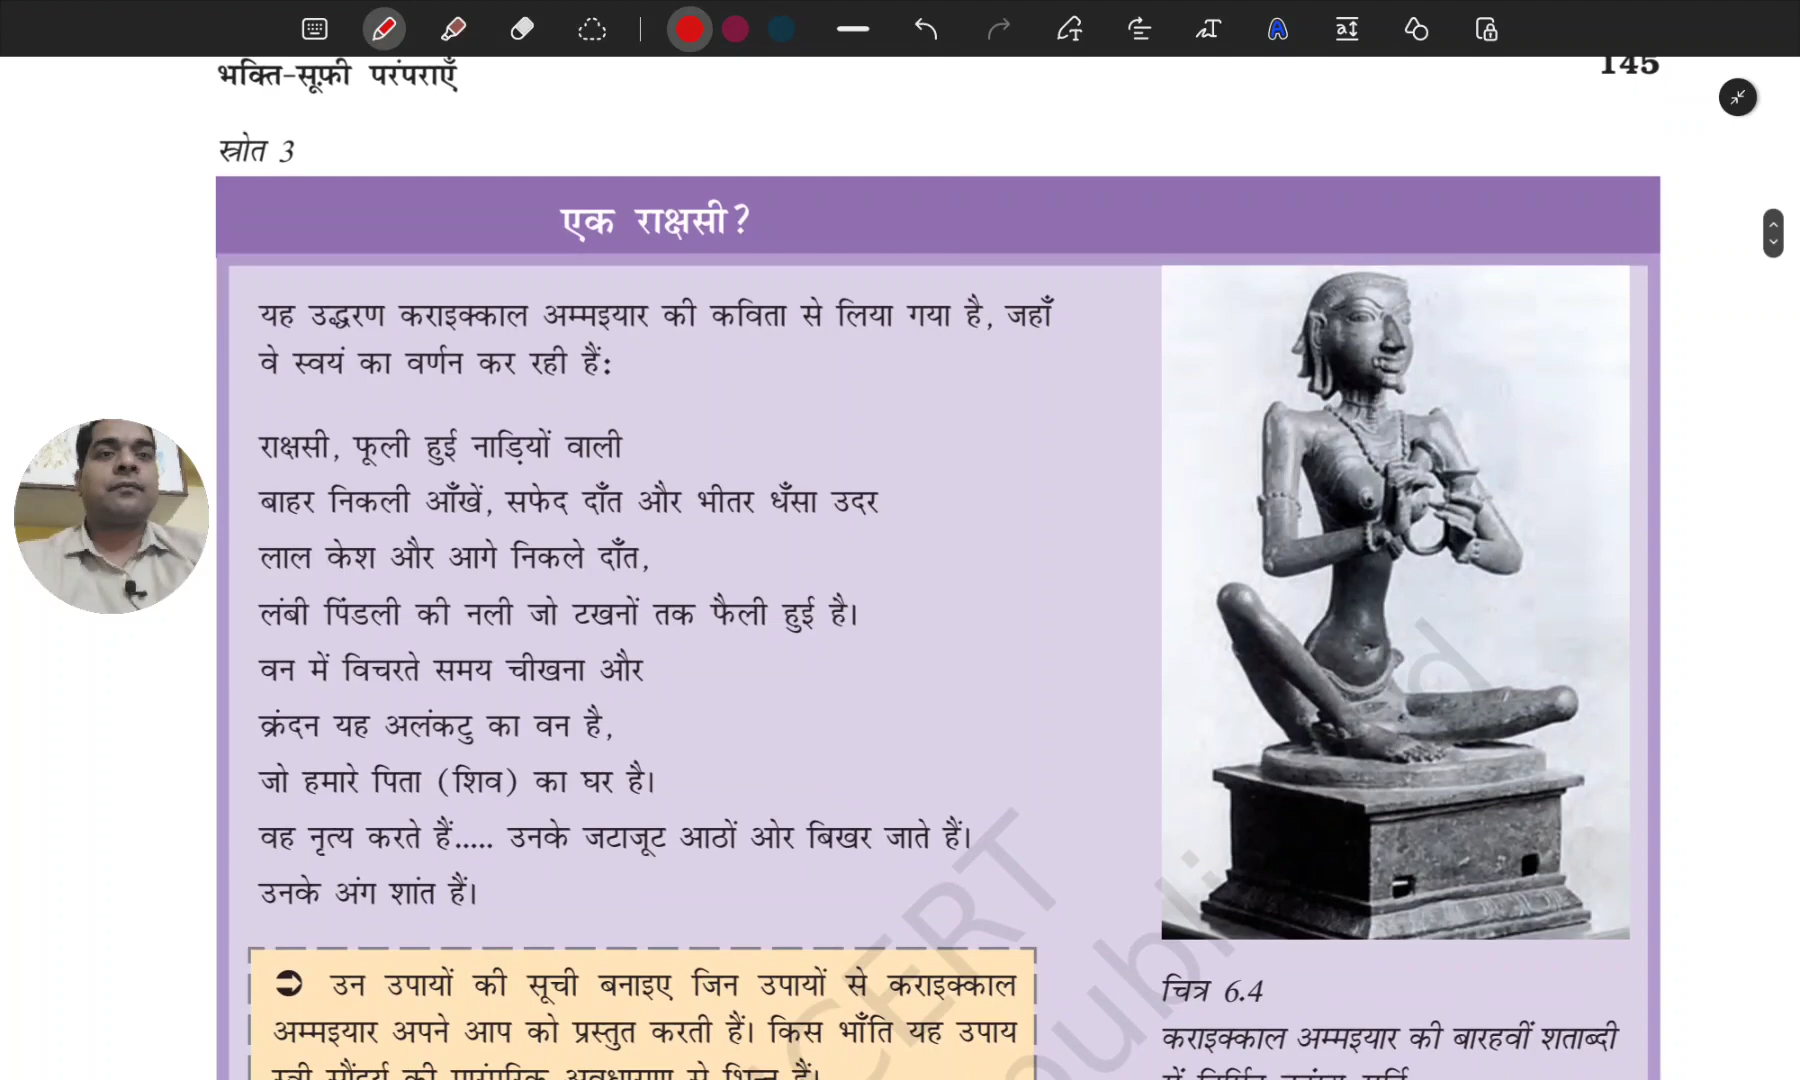 भक्ति-सूफ़ी परंपराएँ
145
स्त्रोत 3
एक राक्षसी?
यह उद्धरण कराइक्काल अम्मइयार की कविता से लिया गया है, जहाँ
वे स्वयं का वर्णन कर रही हैं:
राक्षसी, फूली हुई नाड़ियों वाली
बाहर निकली आँखें, सफेद दाँत और भीतर धँसा उदर
लाल केश और आगे निकले दाँत,
लंबी पिंडली की नली जो टखनों तक फैली हुई है।
वन में विचरते समय चीखना और
क्रंदन यह अलंकटु का वन है,
जो हमारे पिता (शिव) का घर है।
वह नृत्य करते हैं..... उनके जटाजूट आठों ओर बिखर जाते हैं।
उनके अंग शांत हैं।
➲ उन उपायों की सूची बनाइए जिन उपायों से कराइक्काल
अम्मइयार अपने आप को प्रस्तुत करती हैं। किस भाँति यह उपाय
स्त्री सौंदर्य की पारंपरिक अवधारणा से भिन्न हैं।
चित्र 6.4
कराइक्काल अम्मइयार की बारहवीं शताब्दी